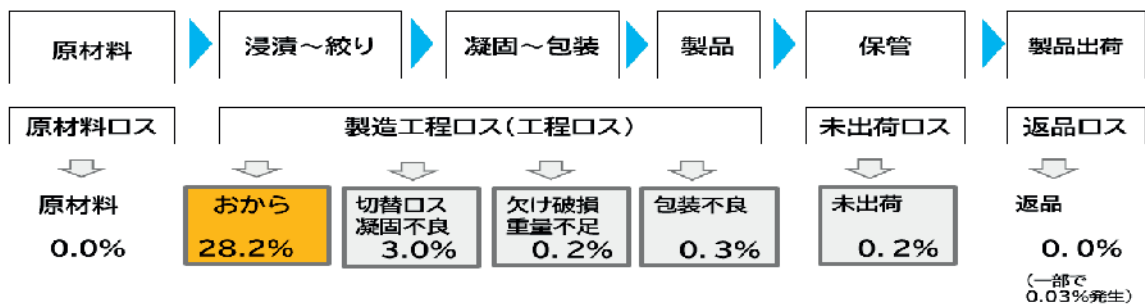 原材料
浸漬～絞り
凝固～包装
製品
保管
製品出荷
原材料ロス
製造工程ロス(工程ロス)
未出荷ロス
返品ロス
原材料
0.0%
おから
28.2%
切替ロス
凝固不良
3.0%
欠け破損
重量不足
0.2%
包装不良
0.3%
未出荷
0.2%
返品
0.0%
(一部で
0.03%発生)